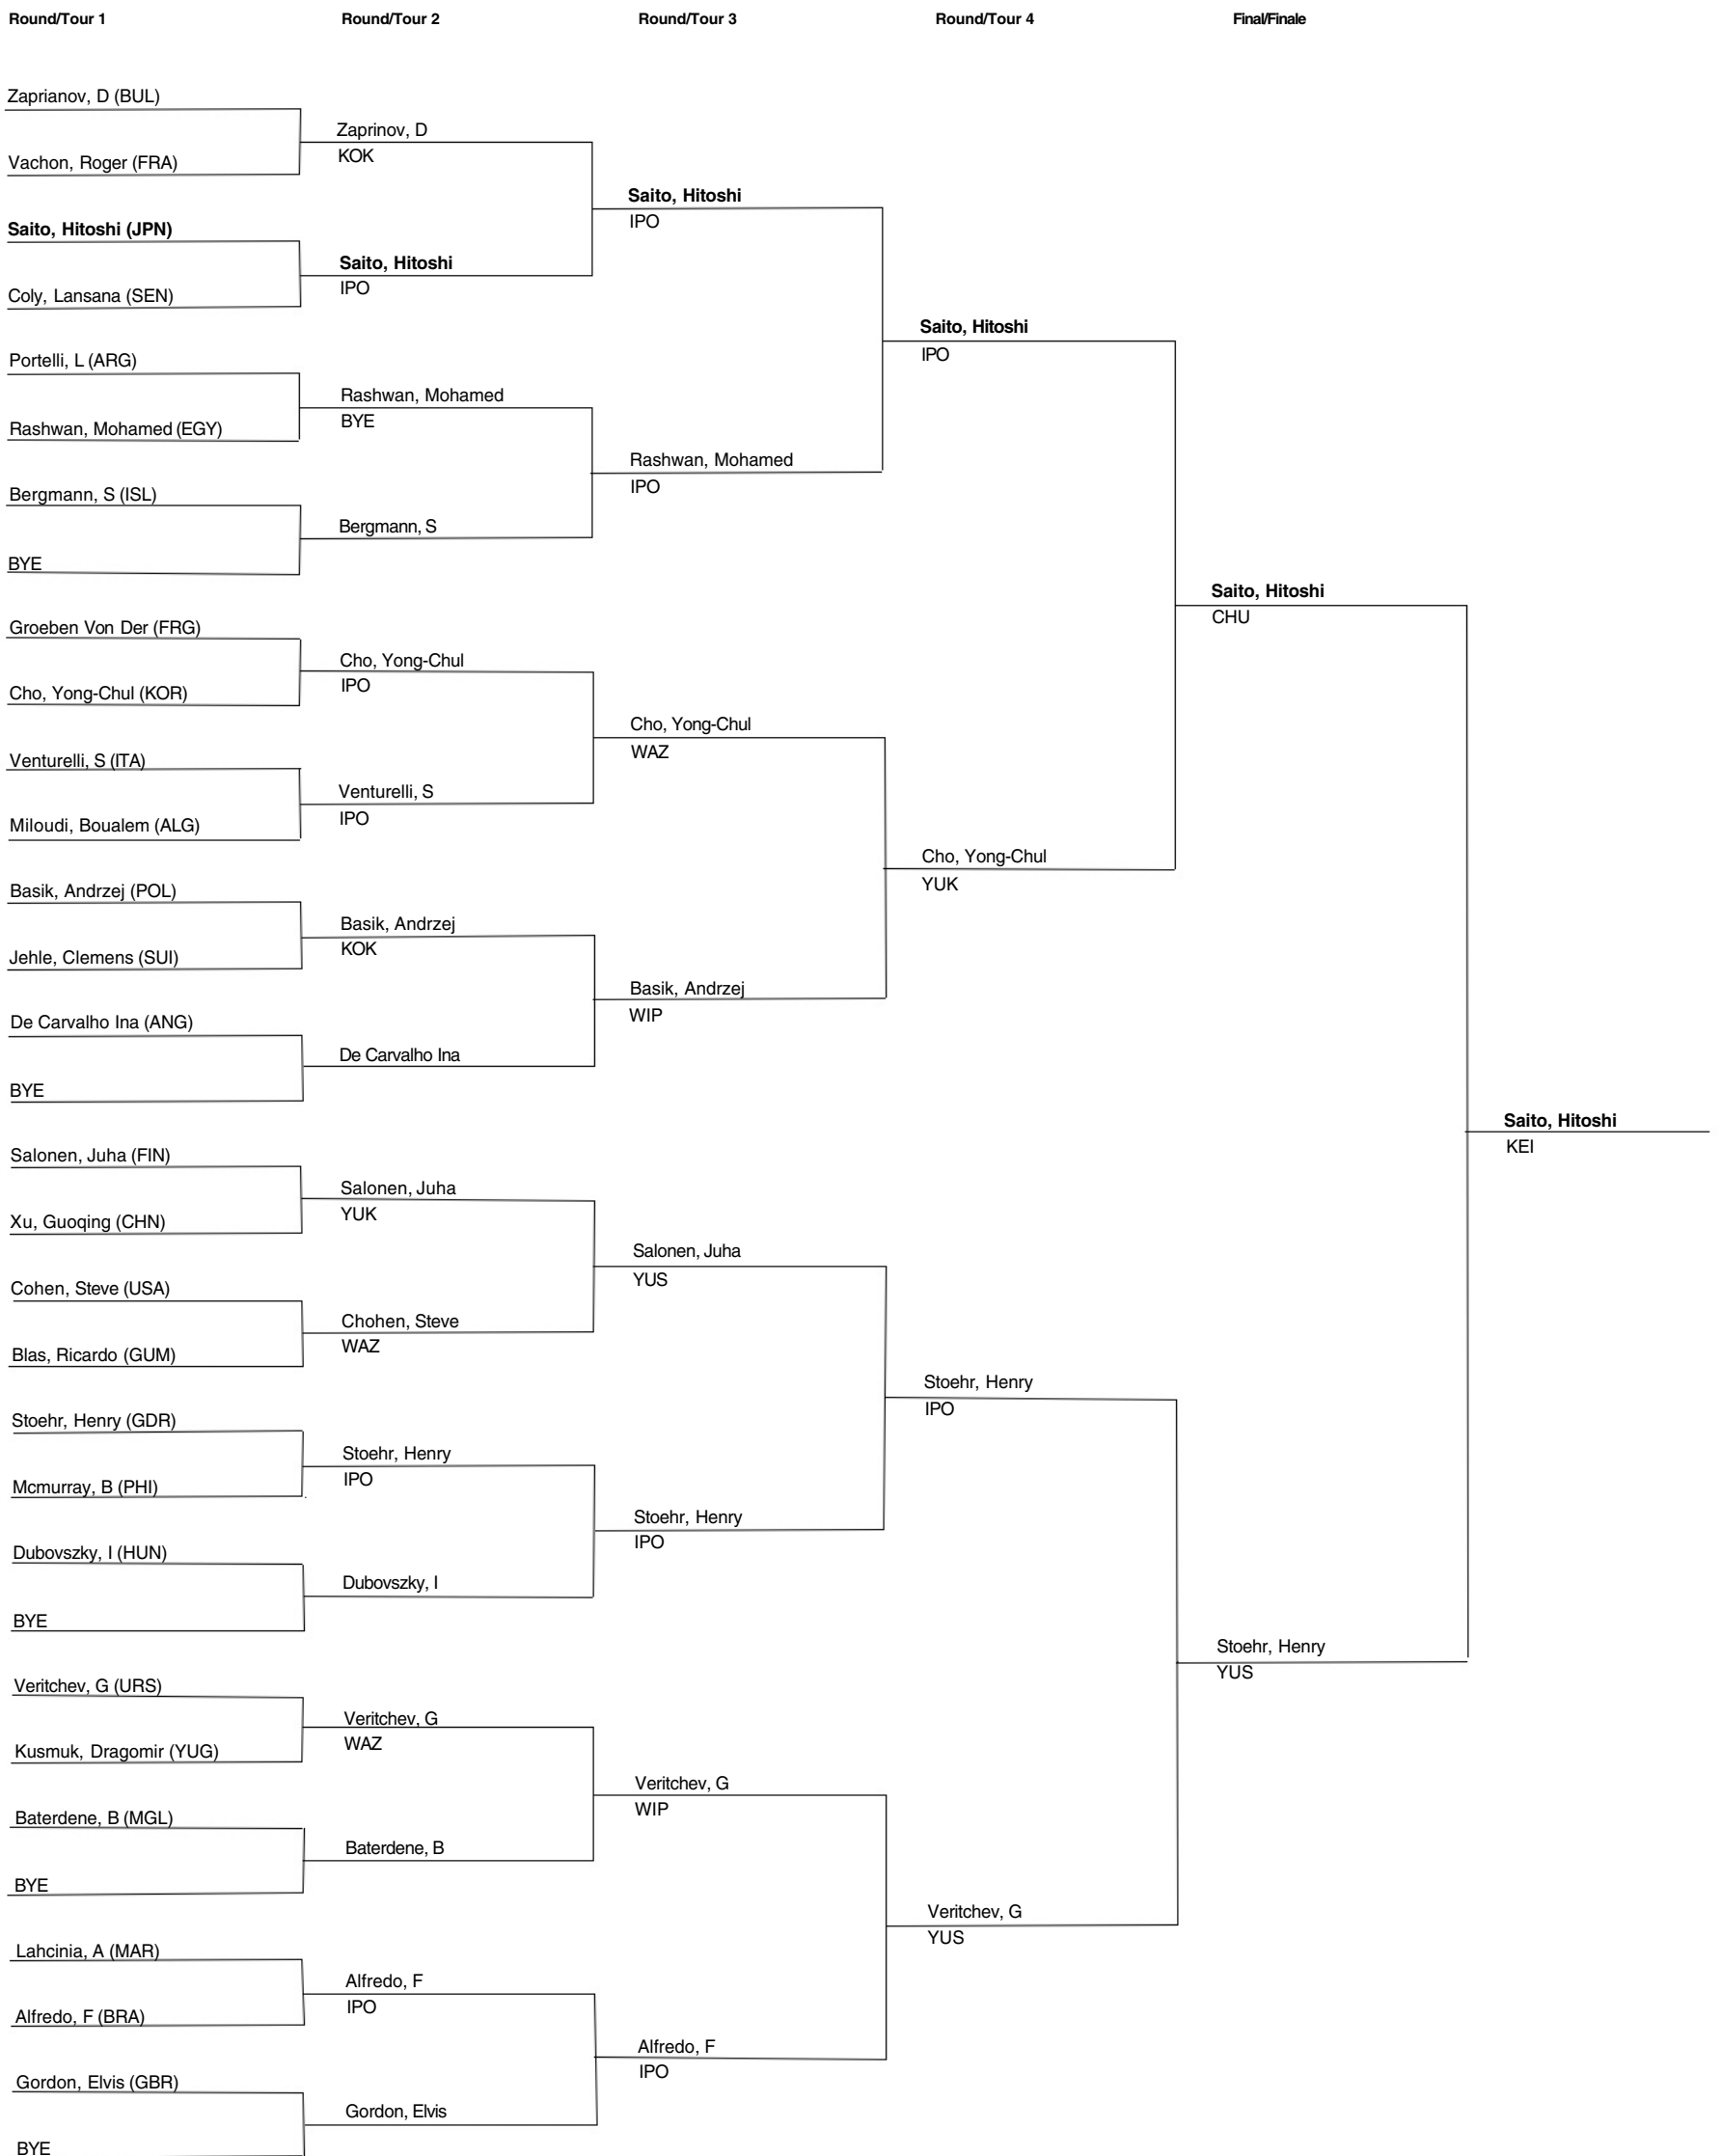 Round/Tour 1
Round/Tour 2
Round/Tour 3
Round/Tour 4
Final/Finale
Zaprianov, D (BUL)
Vachon, Roger (FRA)
Saito, Hitoshi (JPN)
Coly, Lansana (SEN)
Portelli, L (ARG)
Rashwan, Mohamed (EGY)
Bergmann, S (ISL)
BYE
Groeben Von Der (FRG)
Cho, Yong-Chul (KOR)
Venturelli, S (ITA)
Miloudi, Boualem (ALG)
Basik, Andrzej (POL)
Jehle, Clemens (SUI)
De Carvalho Ina (ANG)
BYE
Salonen, Juha (FIN)
Xu, Guoqing (CHN)
Cohen, Steve (USA)
Blas, Ricardo (GUM)
Stoehr, Henry (GDR)
Mcmurray, B (PHI)
Dubovszky, I (HUN)
BYE
Veritchev, G (URS)
Kusmuk, Dragomir (YUG)
Baterdene, B (MGL)
BYE
Lahcinia, A (MAR)
Alfredo, F (BRA)
Gordon, Elvis (GBR)
BYE
Zaprinov, D
KOK
Saito, Hitoshi
IPO
Rashwan, Mohamed
BYE
Bergmann, S
Cho, Yong-Chul
IPO
Venturelli, S
IPO
Basik, Andrzej
KOK
De Carvalho Ina
Salonen, Juha
YUK
Chohen, Steve
WAZ
Stoehr, Henry
IPO
Dubovszky, I
Veritchev, G
WAZ
Baterdene, B
Alfredo, F
IPO
Gordon, Elvis
Saito, Hitoshi
IPO
Rashwan, Mohamed
IPO
Cho, Yong-Chul
WAZ
Basik, Andrzej
WIP
Salonen, Juha
YUS
Stoehr, Henry
IPO
Veritchev, G
WIP
Alfredo, F
IPO
Saito, Hitoshi
IPO
Cho, Yong-Chul
YUK
Stoehr, Henry
IPO
Veritchev, G
YUS
Saito, Hitoshi
CHU
Stoehr, Henry
YUS
Saito, Hitoshi
KEI